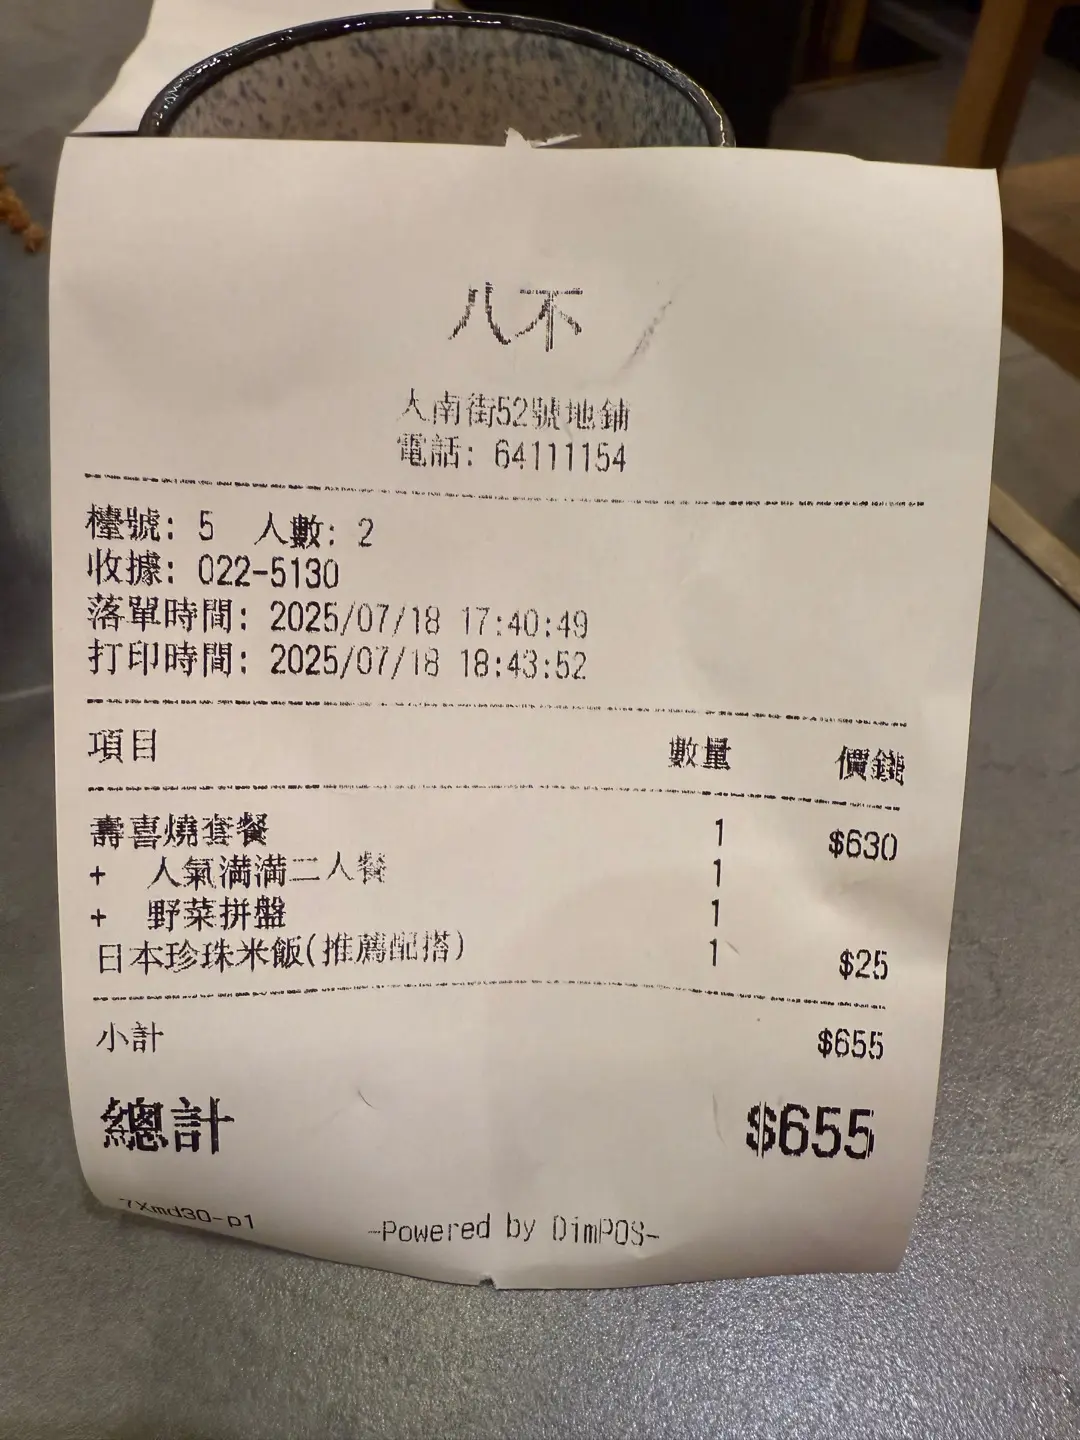 八不
大南街52號地鋪
電話: 64111154
檯號: 5 人數: 2
收據: 022-5130
落單時間: 2025/07/18 17:40:49
打印時間: 2025/07/18 18:43:52
項目 數量 價錢
壽喜燒套餐 1 $630
+ 人氣滿滿二人餐 1
+ 野菜拼盤 1
日本珍珠米飯(推薦配搭) 1 $25
小計 $655
總計 $655
7Xmd30-p1
-Powered by DimPOS-